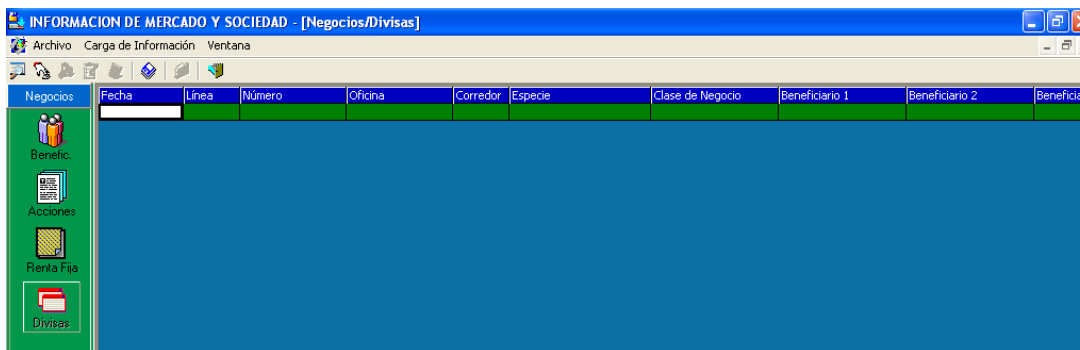 INFORMACION DE MERCADO Y SOCIEDAD - [Negocios/Divisas]
Archivo Carga de Información Ventana
Negocios Fecha Línea Número Oficina Corredor Especie Clase de Negocio Beneficiario 1 Beneficiario 2 Beneficia
Benefic.
Acciones
Renta Fija
Divisas